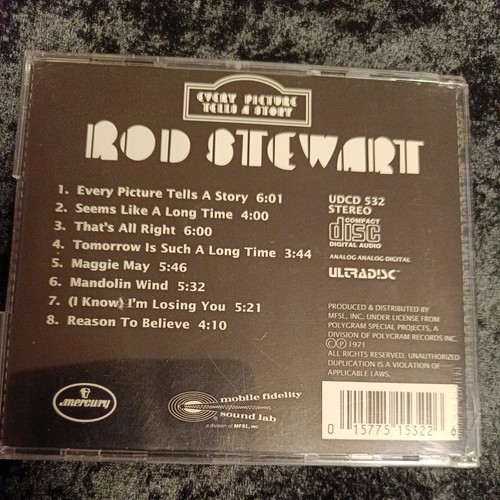 EVERY PICTURE
TELLS A STORY
ROD STEWART
1. Every Picture Tells A Story 6:01
2. Seems Like A Long Time 4:00
3. That's All Right 6:00
4. Tomorrow Is Such A Long Time 3:44
5. Maggie May 5:46
6. Mandolin Wind 5:32
7. (I Know) I'm Losing You 5:21
8. Reason To Believe 4:10
UDCD 532
STEREO
COMPACT
disc
DIGITAL AUDIO
ANALOG-ANALOG-DIGITAL
ULTRADISC™
PRODUCED & DISTRIBUTED BY
MFSL, INC. UNDER LICENSE FROM
POLYGRAM SPECIAL PROJECTS, A
DIVISION OF POLYGRAM RECORDS INC.
©℗ 1971
ALL RIGHTS RESERVED. UNAUTHORIZED
DUPLICATION IS A VIOLATION OF
APPLICABLE LAWS.
mercury
mobile fidelity
sound lab
a division of MFSL, INC.
0 15775 15322 6